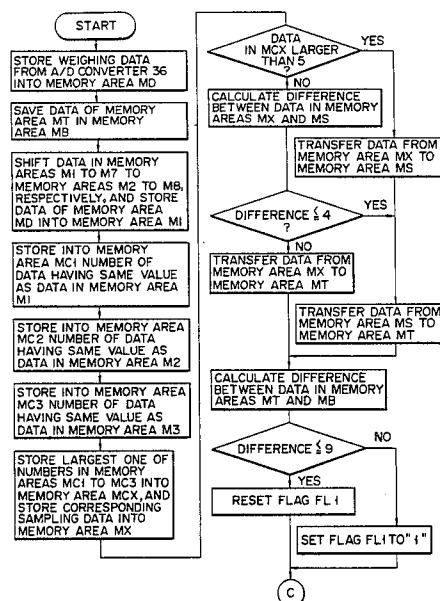 START
STORE WEIGHING DATA
FROM A/D CONVERTER 36
INTO MEMORY AREA MD
SAVE DATA OF MEMORY
AREA MT IN MEMORY
AREA MB
SHIFT DATA IN MEMORY
AREAS M1 TO M7 TO
MEMORY AREAS M2 TO M8,
RESPECTIVELY, AND STORE
DATA OF MEMORY AREA
MD INTO MEMORY AREA M1
STORE INTO MEMORY
AREA MC1 NUMBER OF
DATA HAVING SAME VALUE
AS DATA IN MEMORY AREA
M1
STORE INTO MEMORY AREA
MC2 NUMBER OF DATA
HAVING SAME VALUE AS
DATA IN MEMORY AREA M2
STORE INTO MEMORY AREA
MC3 NUMBER OF DATA
HAVING SAME VALUE AS
DATA IN MEMORY AREA M3
STORE LARGEST ONE OF
NUMBERS IN MEMORY
AREAS MC1 TO MC3 INTO
MEMORY AREA MCX, AND
STORE CORRESPONDING
SAMPLING DATA INTO
MEMORY AREA MX
DATA
IN MCX LARGER
THAN 5
?
YES
NO
CALCULATE DIFFERENCE
BETWEEN DATA IN MEMORY
AREAS MX AND MS
TRANSFER DATA FROM
MEMORY AREA MX TO
MEMORY AREA MS
DIFFERENCE ≦ 4
?
YES
NO
TRANSFER DATA FROM
MEMORY AREA MX TO
MEMORY AREA MT
TRANSFER DATA FROM
MEMORY AREA MS TO
MEMORY AREA MT
CALCULATE DIFFERENCE
BETWEEN DATA IN MEMORY
AREAS MT AND MB
DIFFERENCE ≦ 9
NO
YES
RESET FLAG FL1
SET FLAG FL1 TO "1"
C